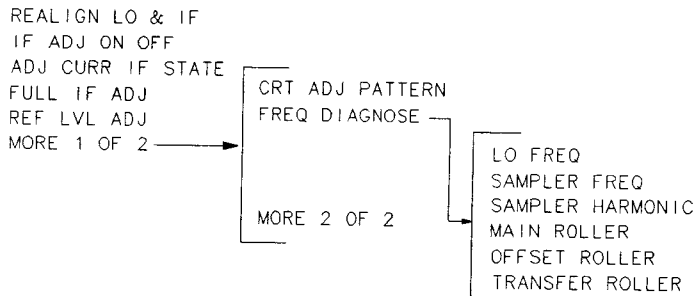 REALIGN LO & IF
IF ADJ ON OFF
ADJ CURR IF STATE
FULL IF ADJ
REF LVL ADJ
MORE 1 OF 2
CRT ADJ PATTERN
FREQ DIAGNOSE
MORE 2 OF 2
LO FREQ
SAMPLER FREQ
SAMPLER HARMONIC
MAIN ROLLER
OFFSET ROLLER
TRANSFER ROLLER